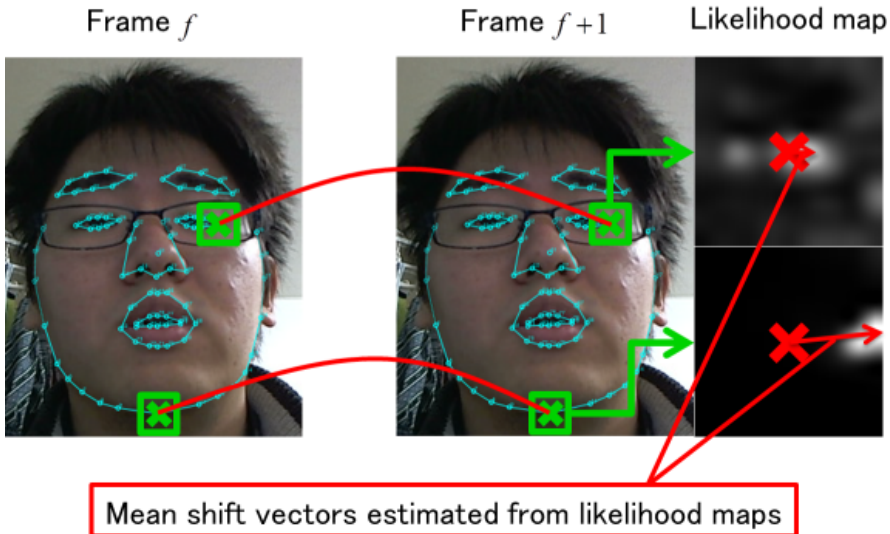 Frame f
Frame f+1
Likelihood map
Mean shift vectors estimated from likelihood maps